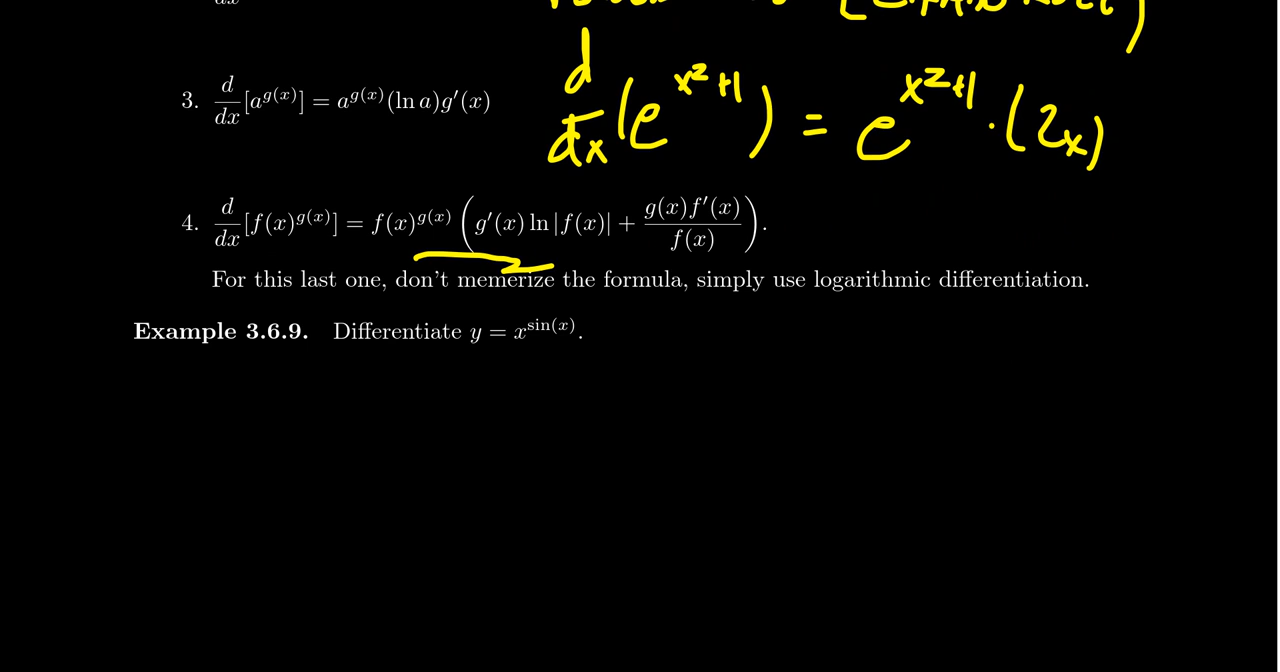 3. d/dx [a^{g(x)}] = a^{g(x)} (ln a)g′(x)
d/dx (e^{x²+1}) = e^{x²+1} · (2x)
4. d/dx [f(x)^{g(x)}] = f(x)^{g(x)} ( g′(x) ln |f(x)| + g(x)f′(x)/f(x) ).
For this last one, don't memerize the formula, simply use logarithmic differentiation.
Example 3.6.9. Differentiate y = x^{sin(x)}.